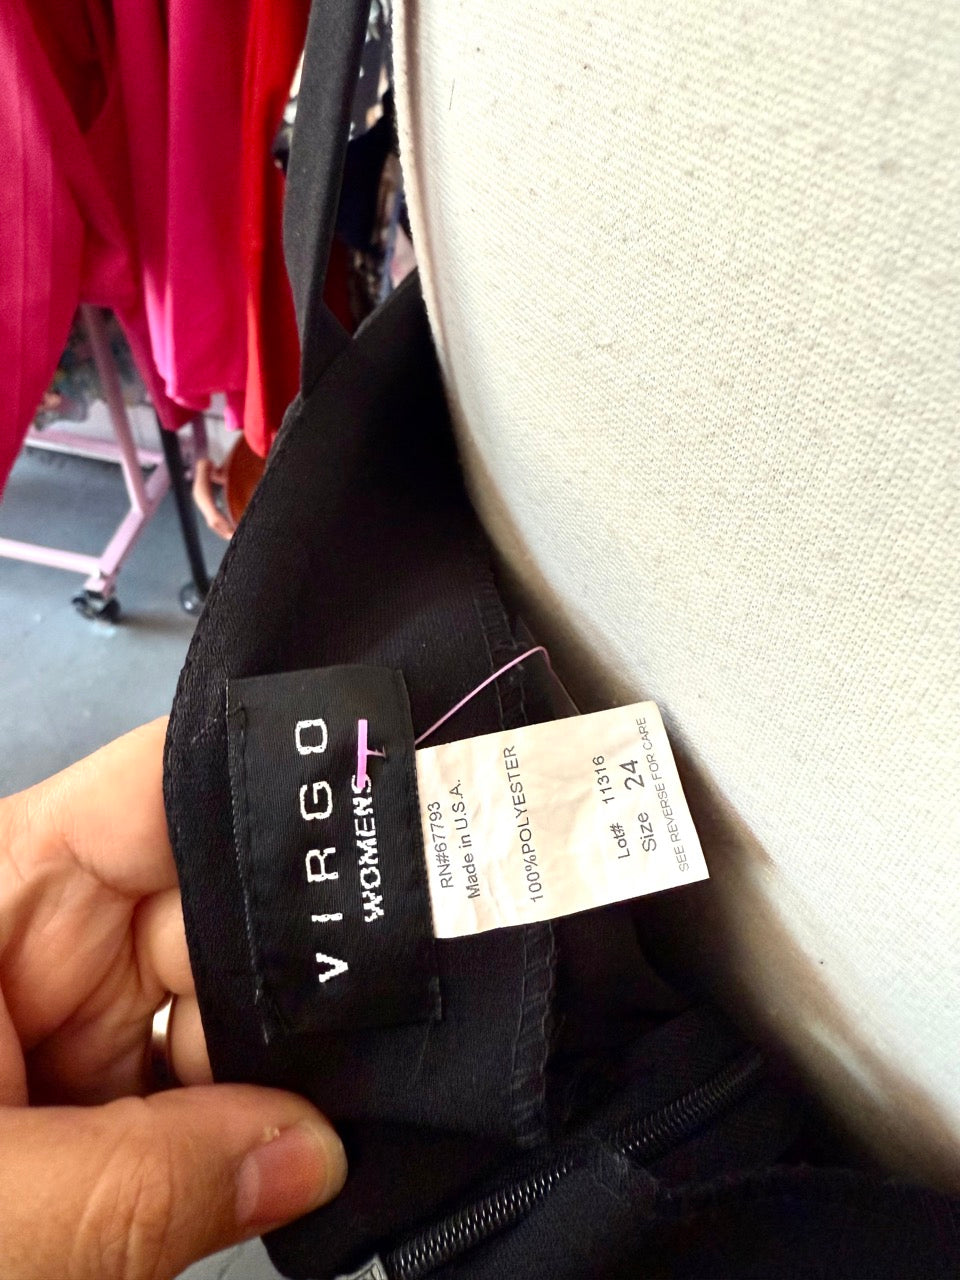 VIRGO
WOMENS
RN#67793
Made in U.S.A.
100%POLYESTER
Lot# 11316
Size 24
SEE REVERSE FOR CARE